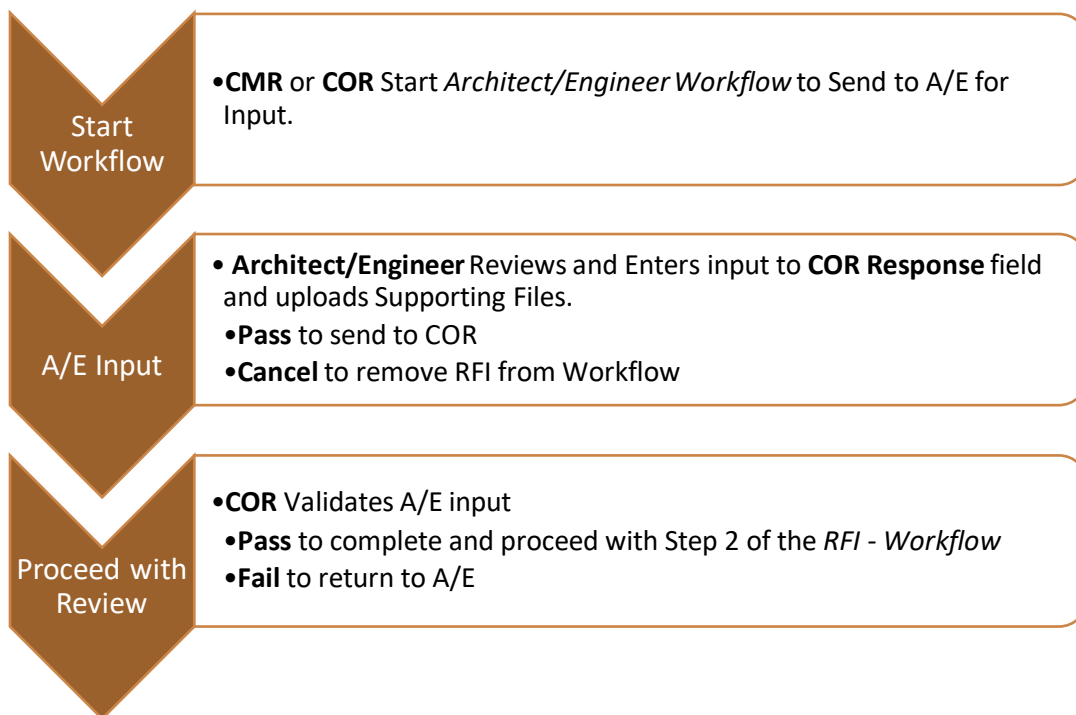 Start
Workflow
•CMR or COR Start Architect/Engineer Workflow to Send to A/E for
Input.
A/E Input
• Architect/Engineer Reviews and Enters input to COR Response field
and uploads Supporting Files.
•Pass to send to COR
•Cancel to remove RFI from Workflow
Proceed with
Review
•COR Validates A/E input
•Pass to complete and proceed with Step 2 of the RFI - Workflow
•Fail to return to A/E